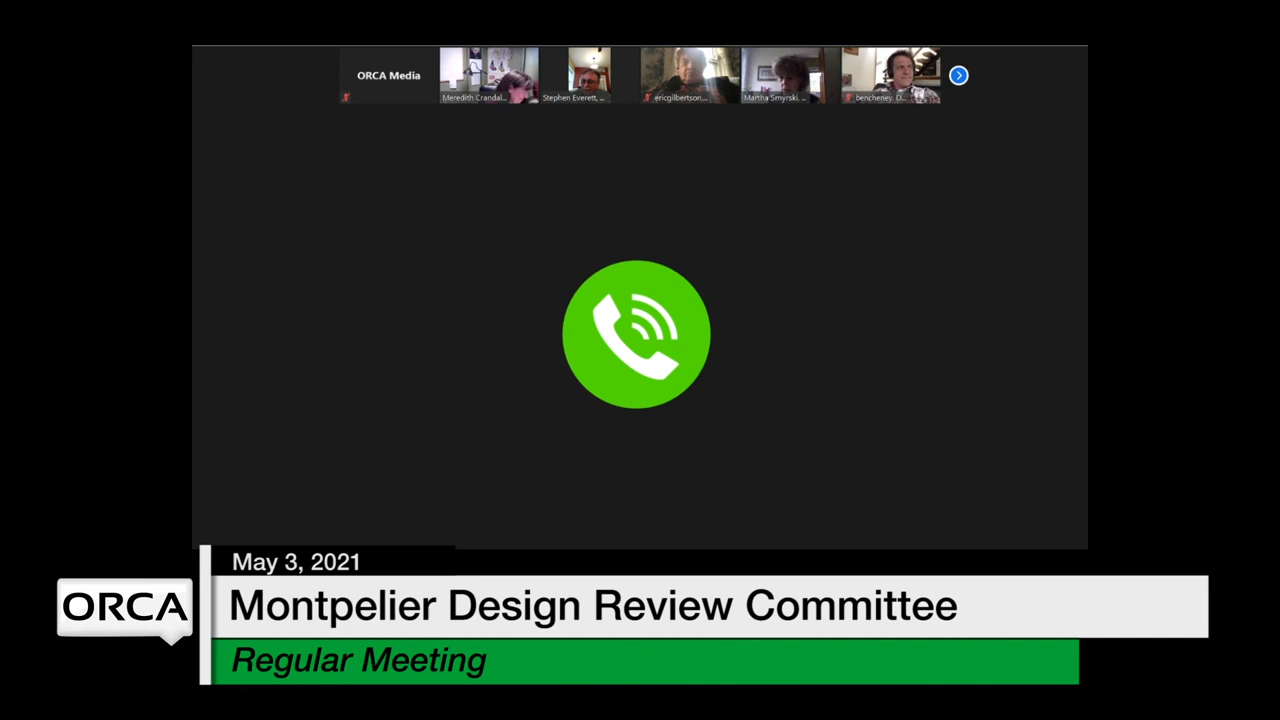 ORCA Media
Meredith Crandal...
Stephen Everett, ...
ericgilbertson...
Martha Smyrski, ...
bencheney, D...
May 3, 2021
ORCA
Montpelier Design Review Committee
Regular Meeting